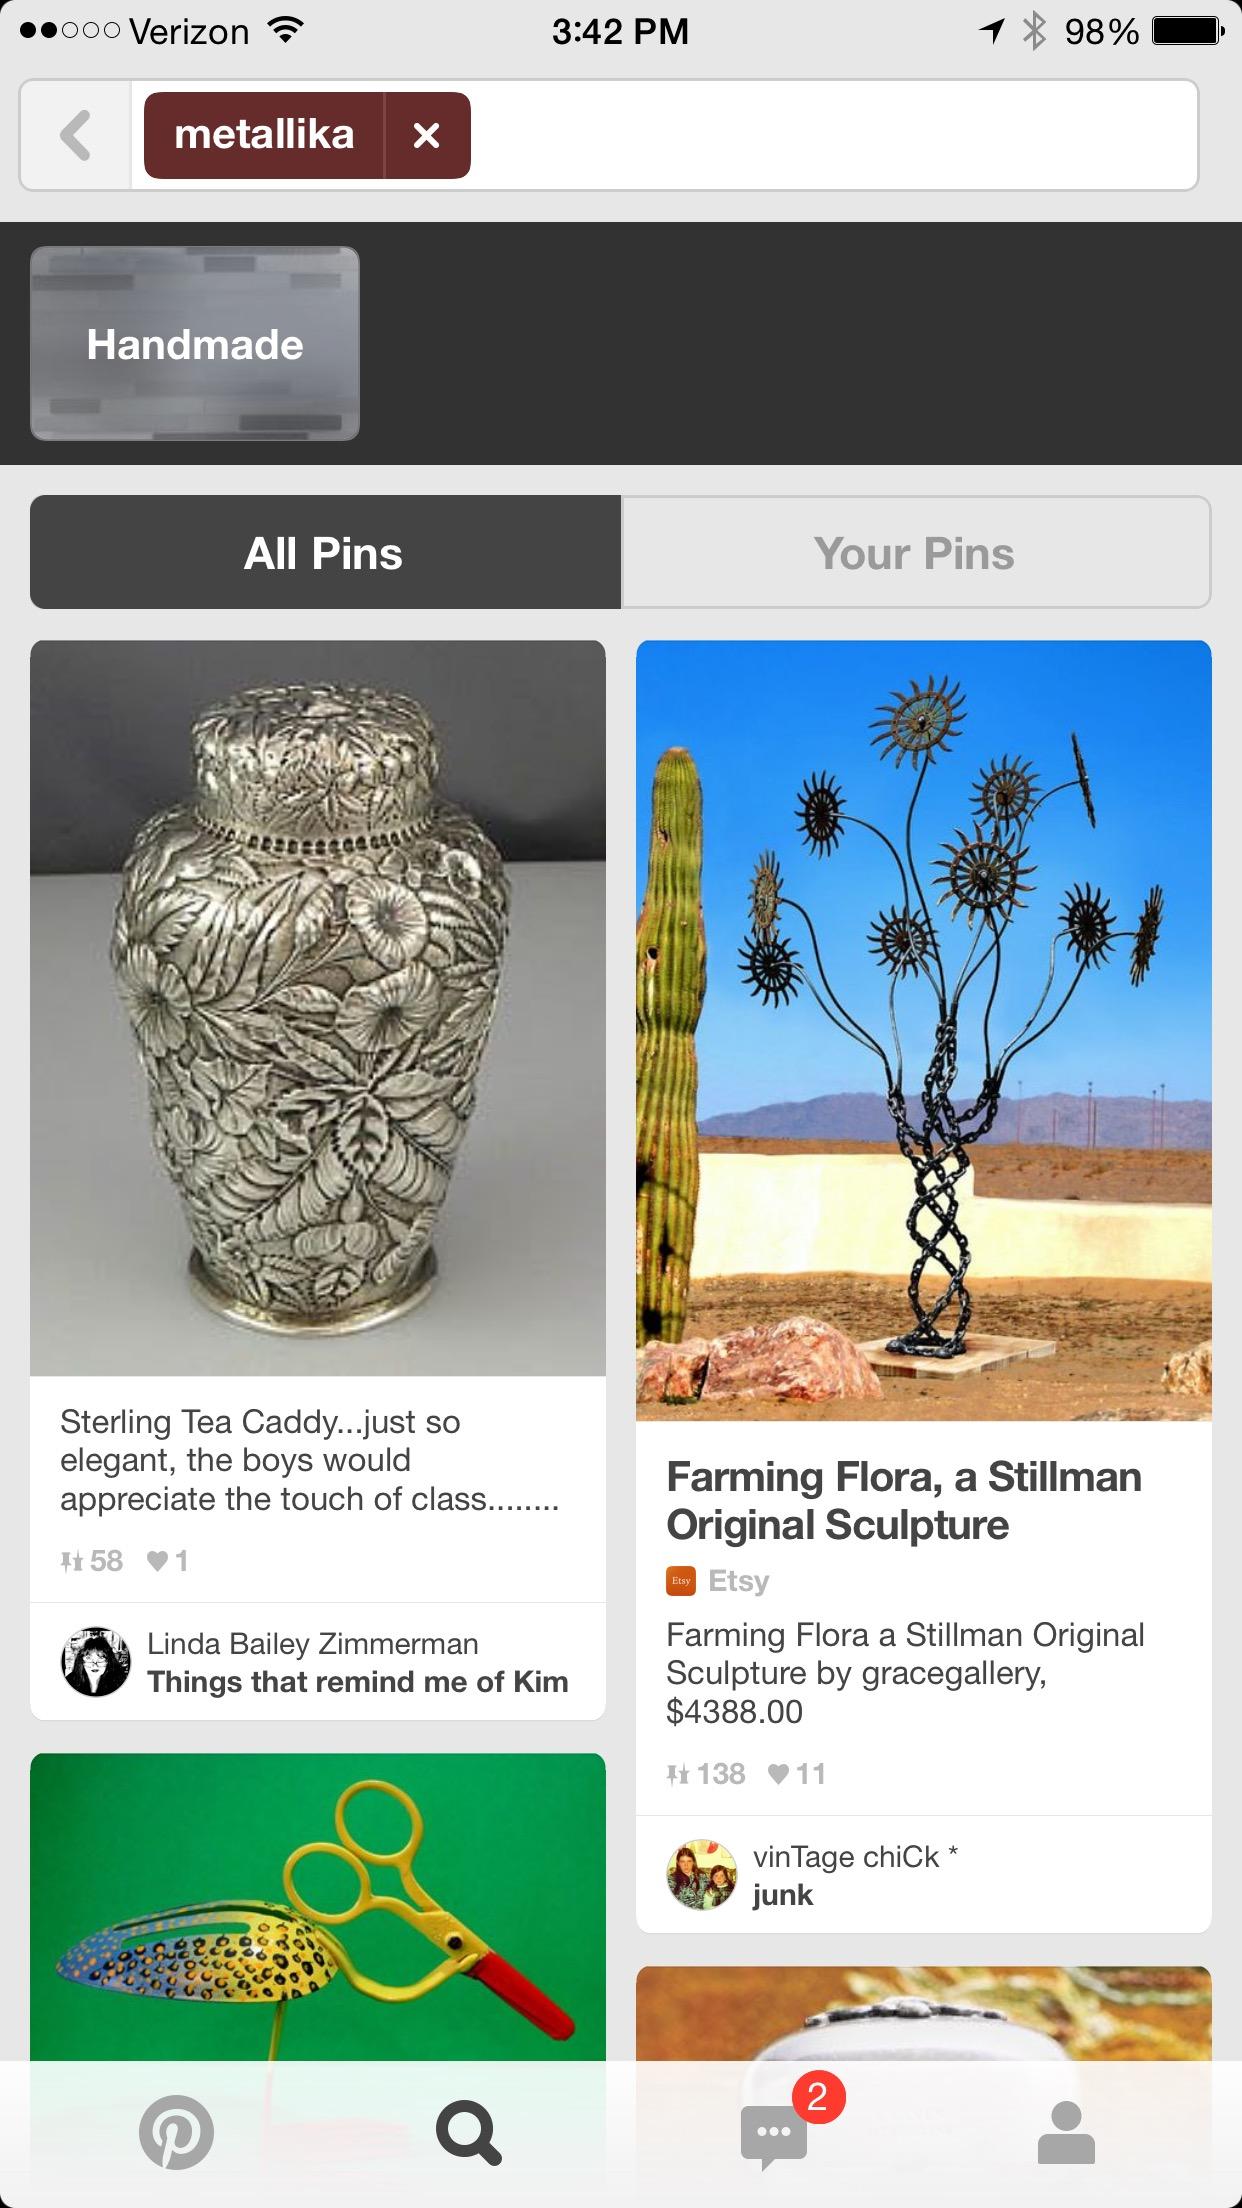 Verizon 3:42 PM 98%
metallika
Handmade
All Pins
Your Pins
Sterling Tea Caddy...just so
elegant, the boys would
appreciate the touch of class........
58 1
Linda Bailey Zimmerman
Things that remind me of Kim
Farming Flora, a Stillman
Original Sculpture
Etsy
Etsy
Farming Flora a Stillman Original
Sculpture by gracegallery,
$4388.00
138 11
vinTage chiCk *
junk
2